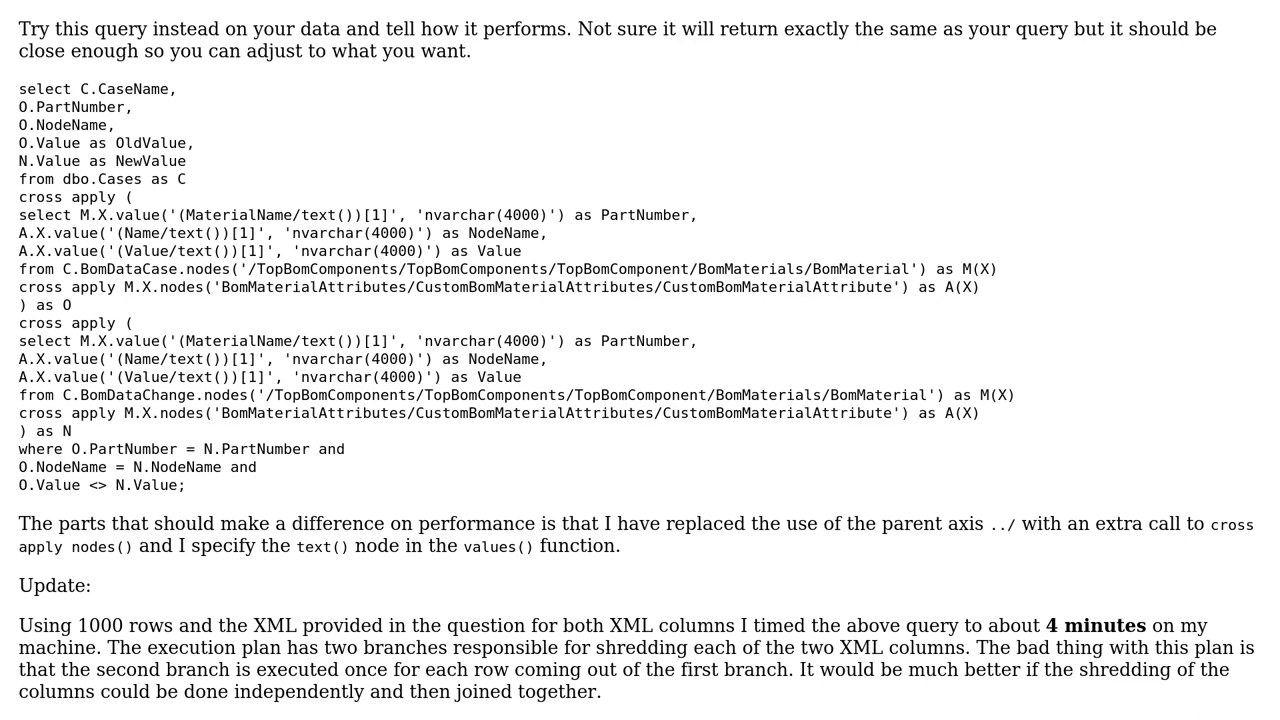 Try this query instead on your data and tell how it performs. Not sure it will return exactly the same as your query but it should be
close enough so you can adjust to what you want.
select C.CaseName,
O.PartNumber,
O.NodeName,
O.Value as OldValue,
N.Value as NewValue
from dbo.Cases as C
cross apply (
select M.X.value('(MaterialName/text())[1]', 'nvarchar(4000)') as PartNumber,
A.X.value('(Name/text())[1]', 'nvarchar(4000)') as NodeName,
A.X.value('(Value/text())[1]', 'nvarchar(4000)') as Value
from C.BomDataCase.nodes('/TopBomComponents/TopBomComponents/TopBomComponent/BomMaterials/BomMaterial') as M(X)
cross apply M.X.nodes('BomMaterialAttributes/CustomBomMaterialAttributes/CustomBomMaterialAttribute') as A(X)
) as O
cross apply (
select M.X.value('(MaterialName/text())[1]', 'nvarchar(4000)') as PartNumber,
A.X.value('(Name/text())[1]', 'nvarchar(4000)') as NodeName,
A.X.value('(Value/text())[1]', 'nvarchar(4000)') as Value
from C.BomDataChange.nodes('/TopBomComponents/TopBomComponents/TopBomComponent/BomMaterials/BomMaterial') as M(X)
cross apply M.X.nodes('BomMaterialAttributes/CustomBomMaterialAttributes/CustomBomMaterialAttribute') as A(X)
) as N
where O.PartNumber = N.PartNumber and
O.NodeName = N.NodeName and
O.Value <> N.Value;
The parts that should make a difference on performance is that I have replaced the use of the parent axis ../ with an extra call to cross
apply nodes() and I specify the text() node in the values() function.
Update:
Using 1000 rows and the XML provided in the question for both XML columns I timed the above query to about 4 minutes on my
machine. The execution plan has two branches responsible for shredding each of the two XML columns. The bad thing with this plan is
that the second branch is executed once for each row coming out of the first branch. It would be much better if the shredding of the
columns could be done independently and then joined together.